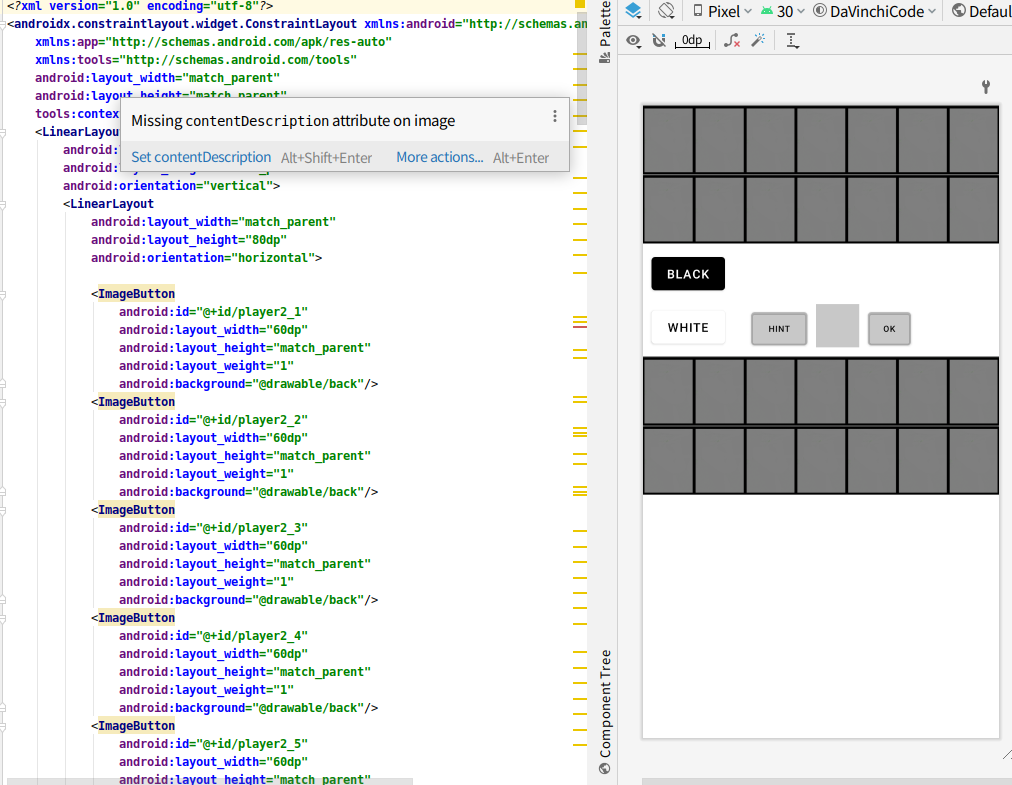 <?xml version="1.0" encoding="utf-8"?>
<androidx.constraintlayout.widget.ConstraintLayout xmlns:android="http://schemas.an
xmlns:app="http://schemas.android.com/apk/res-auto"
xmlns:tools="http://schemas.android.com/tools"
android:layout_width="match_parent"
android:layout_height="match_parent"
tools:contex
<LinearLayou
android:
android:
android:orientation="vertical">
<LinearLayout
android:layout_width="match_parent"
android:layout_height="80dp"
android:orientation="horizontal">
<ImageButton
android:id="@+id/player2_1"
android:layout_width="60dp"
android:layout_height="match_parent"
android:layout_weight="1"
android:background="@drawable/back"/>
<ImageButton
android:id="@+id/player2_2"
android:layout_width="60dp"
android:layout_height="match_parent"
android:layout_weight="1"
android:background="@drawable/back"/>
<ImageButton
android:id="@+id/player2_3"
android:layout_width="60dp"
android:layout_height="match_parent"
android:layout_weight="1"
android:background="@drawable/back"/>
<ImageButton
android:id="@+id/player2_4"
android:layout_width="60dp"
android:layout_height="match_parent"
android:layout_weight="1"
android:background="@drawable/back"/>
<ImageButton
android:id="@+id/player2_5"
android:layout_width="60dp"
android:layout_height="match_parent"
Missing contentDescription attribute on image
Set contentDescription Alt+Shift+Enter More actions... Alt+Enter
Palette
Component Tree
Pixel 30 DaVinchiCode Defaul
0dp
BLACK
WHITE HINT OK